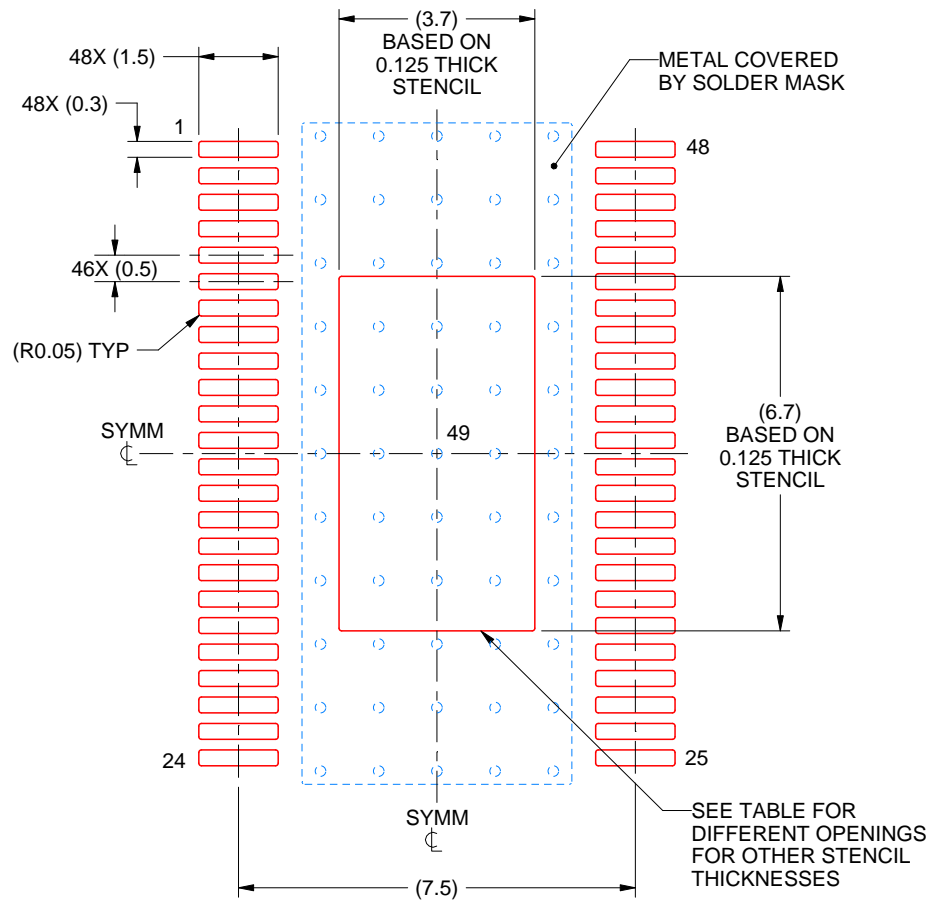 (3.7)
BASED ON
0.125 THICK
STENCIL
48X (1.5)
METAL COVERED
BY SOLDER MASK
48X (0.3)
1
48
46X (0.5)
(R0.05) TYP
SYMM
49
(6.7)
BASED ON
0.125 THICK
STENCIL
24
25
SYMM
SEE TABLE FOR
DIFFERENT OPENINGS
FOR OTHER STENCIL
THICKNESSES
(7.5)